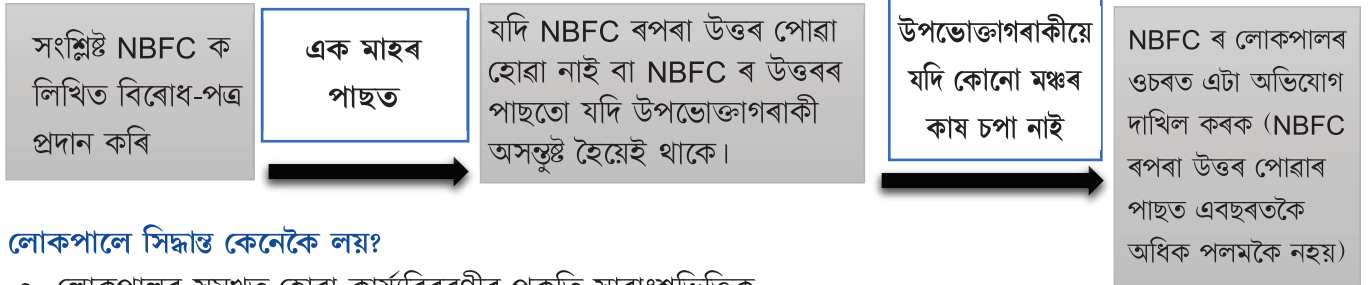 সংশ্লিষ্ট NBFC ক
লিখিত বিৰোধ-পত্ৰ
প্ৰদান কৰি
এক মাহৰ
পাছত
যদি NBFC ৰপৰা উত্তৰ পোৱা
হোৱা নাই বা NBFC ৰ উত্তৰৰ
পাছতো যদি উপভোক্তাগৰাকী
অসন্তুষ্ট হৈয়েই থাকে।
উপভোক্তাগৰাকীয়ে
যদি কোনো মঞ্চৰ
কাষ চপা নাই
NBFC ৰ লোকপালৰ
ওচৰত এটা অভিযোগ
দাখিল কৰক (NBFC
ৰপৰা উত্তৰ পোৱাৰ
পাছত এবছৰতকৈ
অধিক পলমকৈ নহয়)
লোকপালে সিদ্ধান্ত কেনেকৈ লয়?